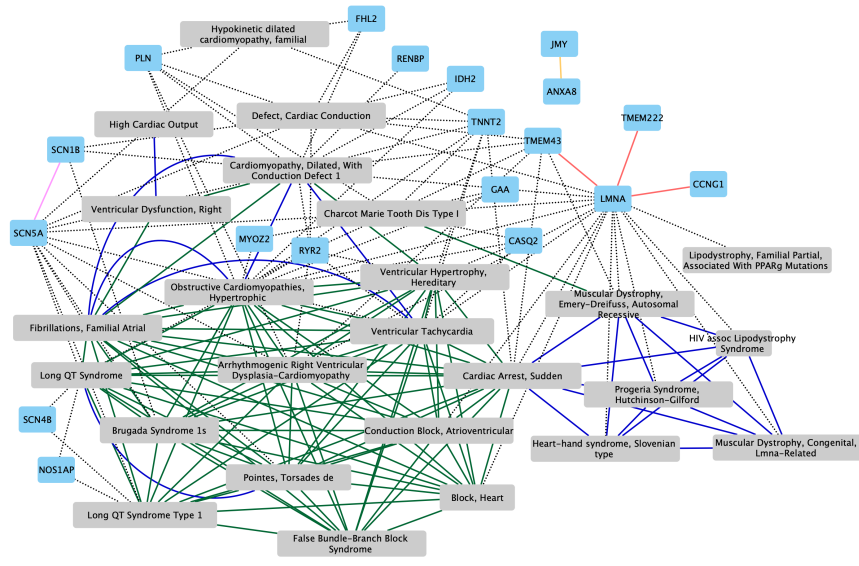 FHL2
Hypokinetic dilated
cardiomyopathy, familial
JMY
PLN
RENBP
IDH2
ANXA8
Defect, Cardiac Conduction
TNNT2
TMEM222
High Cardiac Output
TMEM43
SCN1B
Cardiomyopathy, Dilated, With
Conduction Defect 1
CCNG1
GAA
LMNA
Ventricular Dysfunction, Right
Charcot Marie Tooth Dis Type I
SCN5A
MYOZ2
RYR2
CASQ2
Lipodystrophy, Familial Partial,
Associated With PPARg Mutations
Ventricular Hypertrophy,
Hereditary
Obstructive Cardiomyopathies,
Hypertrophic
Muscular Dystrophy,
Emery-Dreifuss, Autosomal
Recessive
Fibrillations, Familial Atrial
Ventricular Tachycardia
HIV assoc Lipodystrophy
Syndrome
Long QT Syndrome
Arrhythmogenic Right Ventricular
Dysplasia-Cardiomyopathy
Cardiac Arrest, Sudden
Progeria Syndrome,
Hutchinson-Gilford
SCN4B
Brugada Syndrome 1s
Conduction Block, Atrioventricular
Heart-hand syndrome, Slovenian
type
Muscular Dystrophy, Congenital,
Lmna-Related
NOS1AP
Pointes, Torsades de
Block, Heart
Long QT Syndrome Type 1
False Bundle-Branch Block
Syndrome